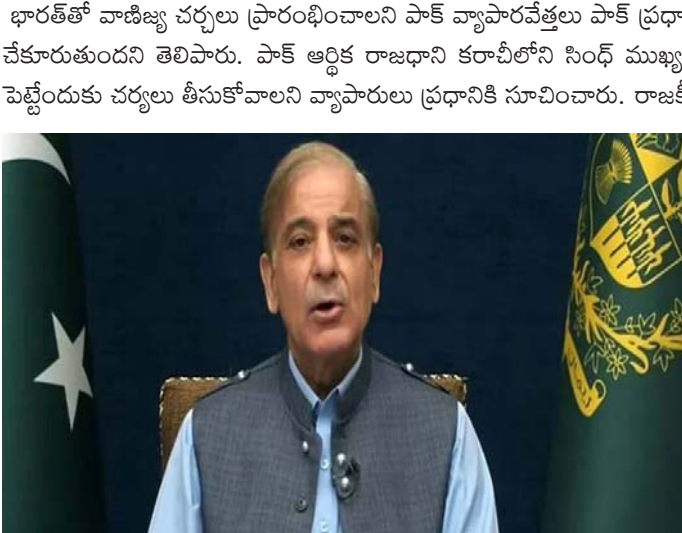 భారత్‌తో వాణిజ్య చర్చలు ప్రారంభించాలని పాక్ వ్యాపారవేత్తలు పాక్ ప్రధా
చేకూరుతుందని తెలిపారు. పాక్ ఆర్థిక రాజధాని కరాచీలోని సింధ్ ముఖ్య
పెట్టేందుకు చర్యలు తీసుకోవాలని వ్యాపారులు ప్రధానికి సూచించారు. రాజకీ